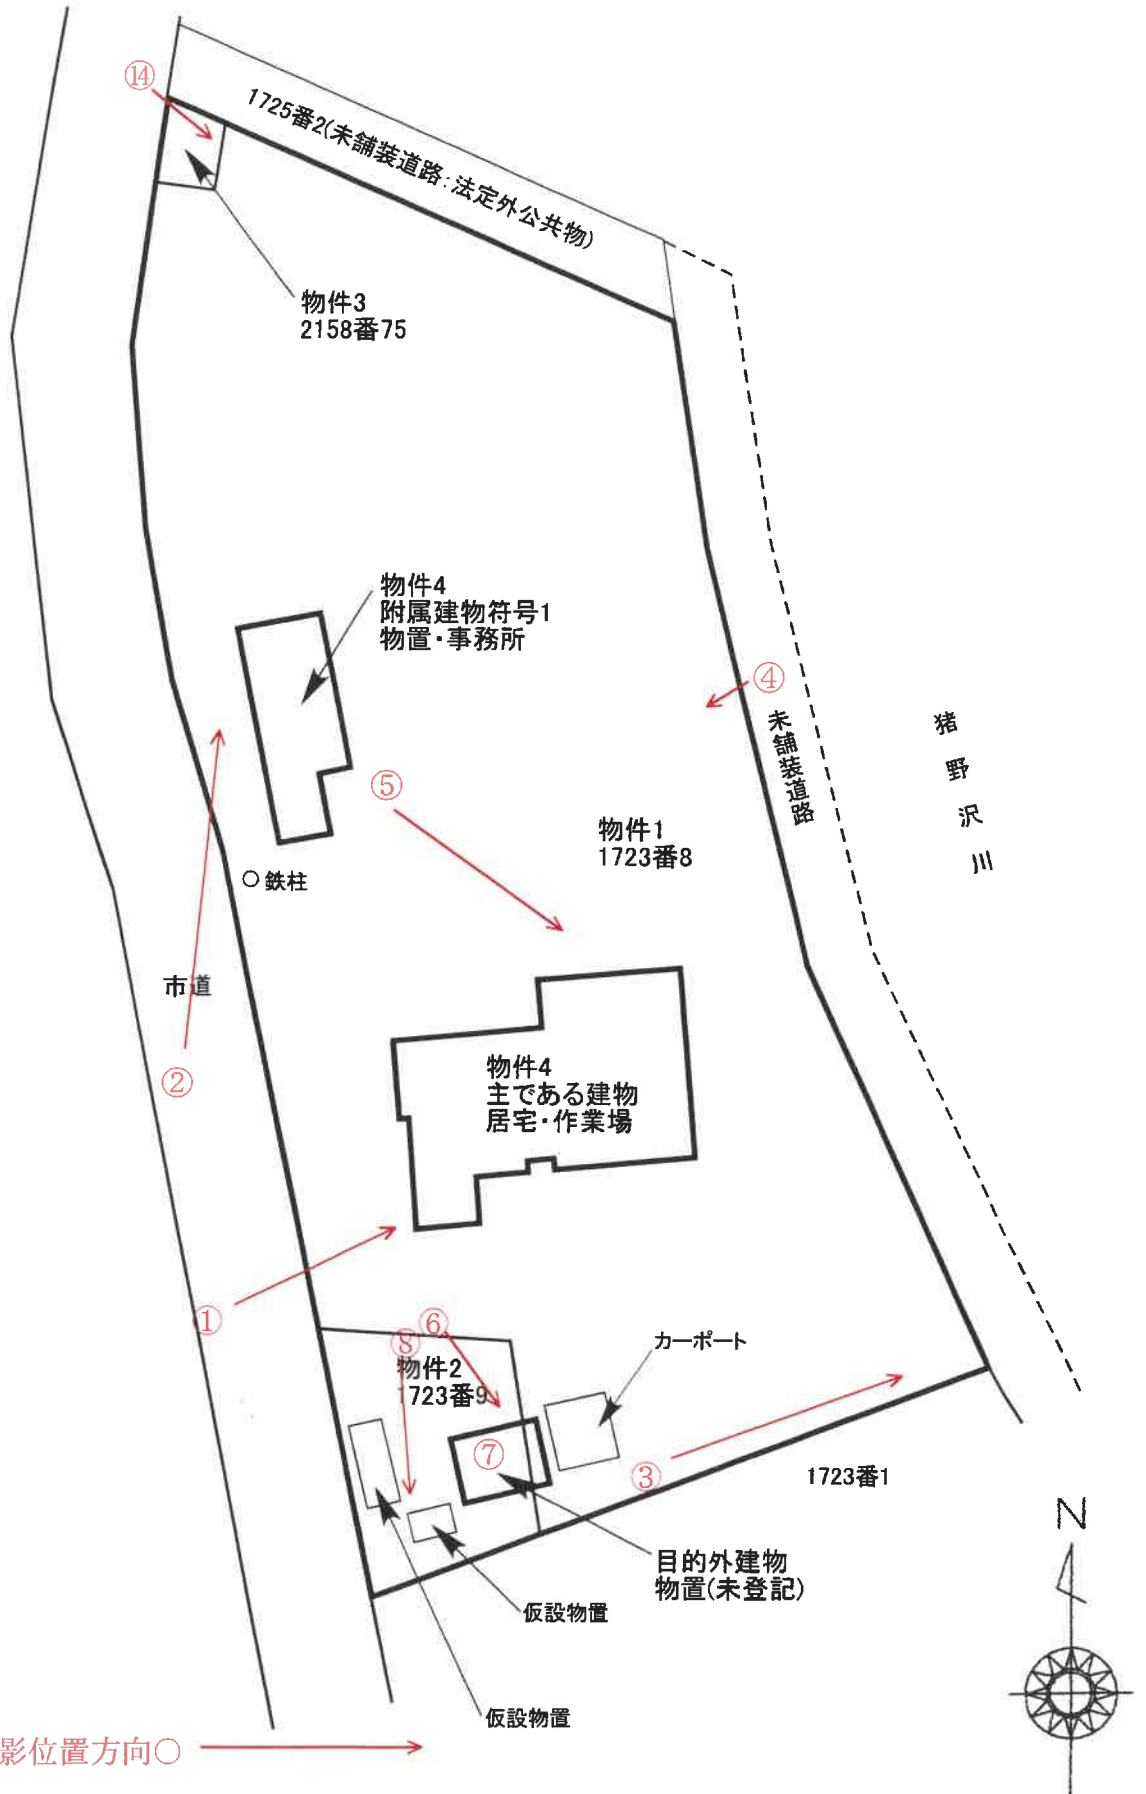 ⑭
1725番2(未舗装道路:法定外公共物)
物件3
2158番75
物件4
附属建物符号1
物置・事務所
④
未舗装道路
猪野沢川
⑤
物件1
1723番8
鉄柱
市道
②
物件4
主である建物
居宅・作業場
①
⑥
⑧
カーポート
物件2
1723番9
⑦
③
1723番1
N
目的外建物
物置(未登記)
仮設物置
仮設物置
影位置方向○